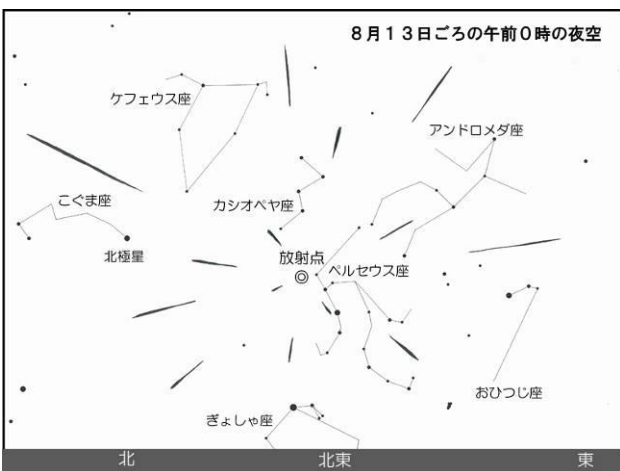 8月13日ごろの午前0時の夜空
ケフェウス座
アンドロメダ座
こぐま座
カシオペヤ座
北極星
放射点
ペルセウス座
おひつじ座
ぎょしゃ座
北
北東
東